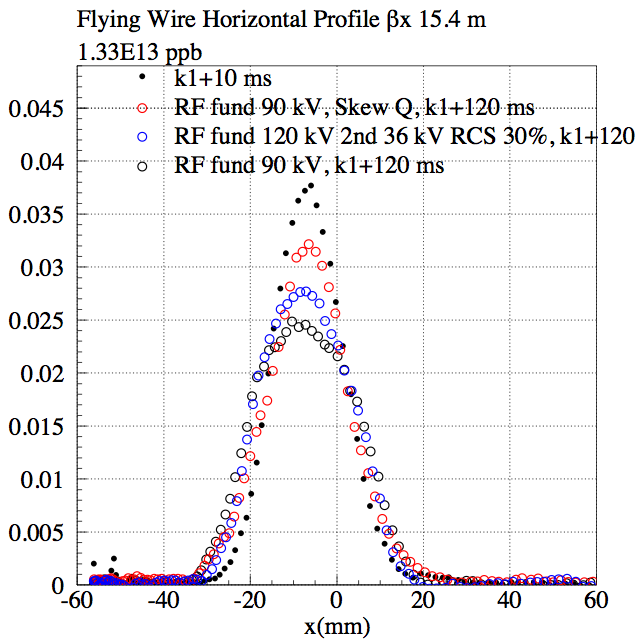 Flying Wire Horizontal Profile βx 15.4 m
1.33E13 ppb
k1+10 ms
RF fund 90 kV, Skew Q, k1+120 ms
RF fund 120 kV 2nd 36 kV RCS 30%, k1+120
RF fund 90 kV, k1+120 ms
0.045
0.04
0.035
0.03
0.025
0.02
0.015
0.01
0.005
0
-60 -40 -20 0 20 40 60
x(mm)